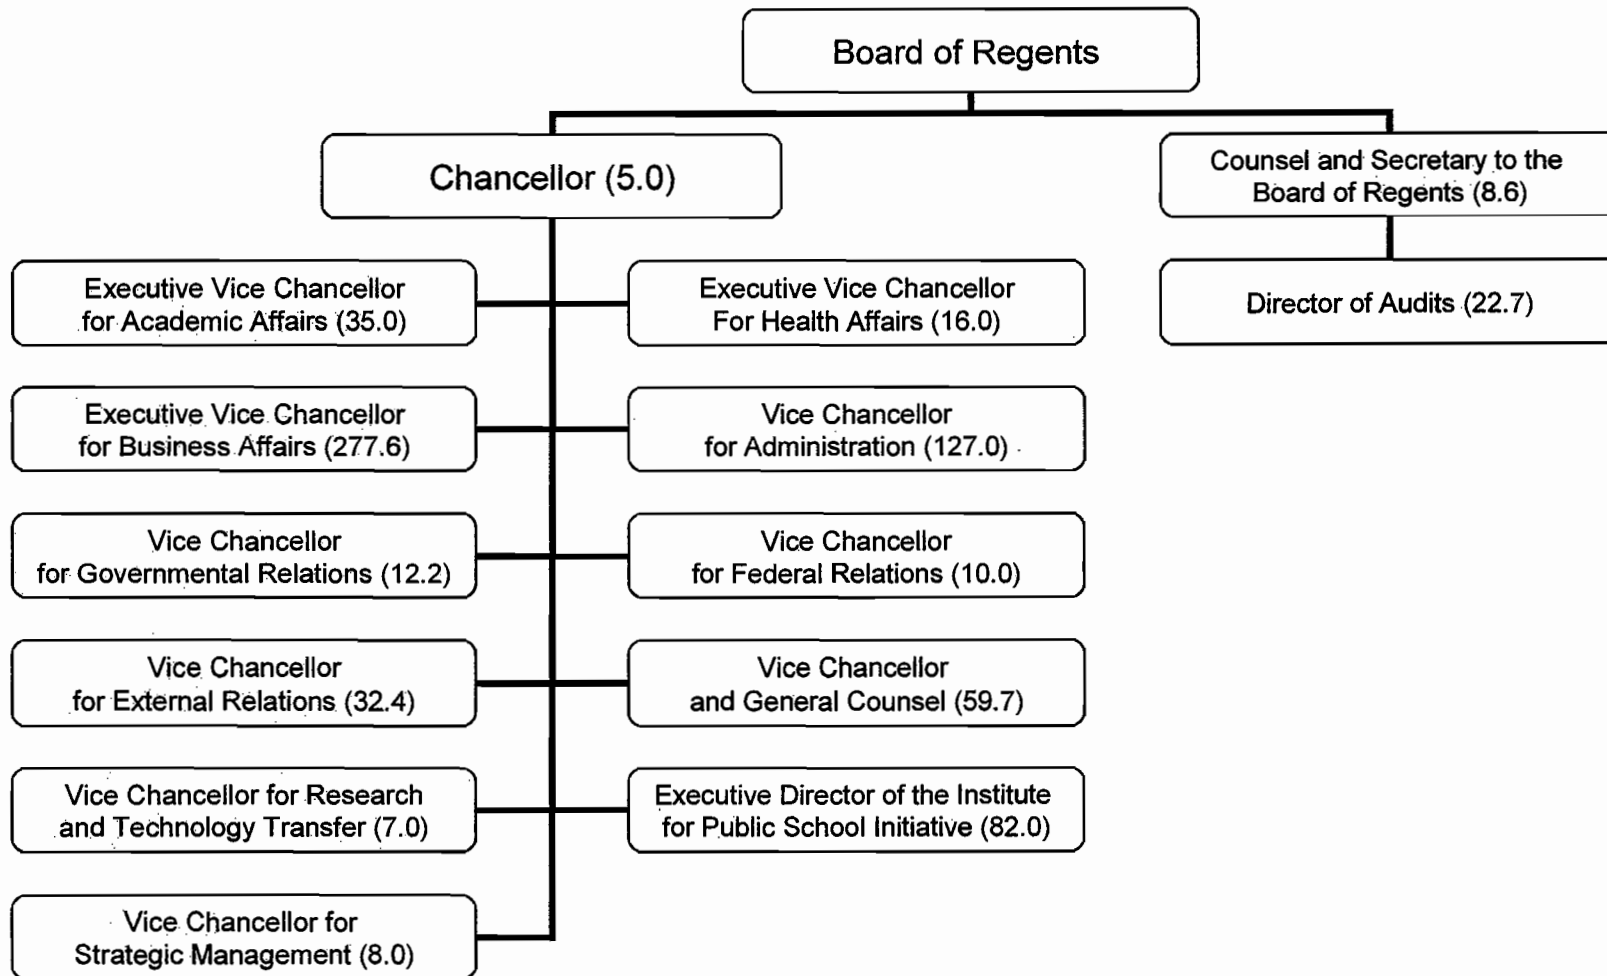 Board of Regents
Chancellor (5.0)
Counsel and Secretary to the
Board of Regents (8.6)
Executive Vice Chancellor
for Academic Affairs (35.0)
Executive Vice Chancellor
For Health Affairs (16.0)
Director of Audits (22.7)
Executive Vice Chancellor
for Business Affairs (277.6)
Vice Chancellor
for Administration (127.0)
Vice Chancellor
for Governmental Relations (12.2)
Vice Chancellor
for Federal Relations (10.0)
Vice Chancellor
for External Relations (32.4)
Vice Chancellor
and General Counsel (59.7)
Vice Chancellor for Research
and Technology Transfer (7.0)
Executive Director of the Institute
for Public School Initiative (82.0)
Vice Chancellor for
Strategic Management (8.0)